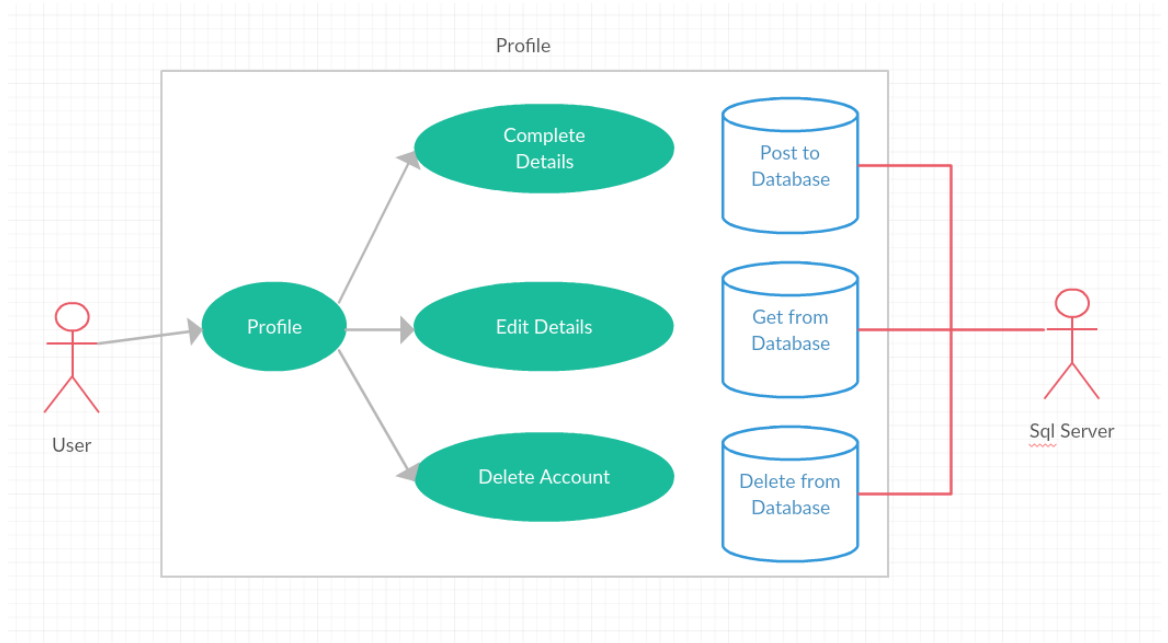 Profile
Complete
Details
Post to
Database
Profile
Edit Details
Get from
Database
User
Sql Server
Delete Account
Delete from
Database